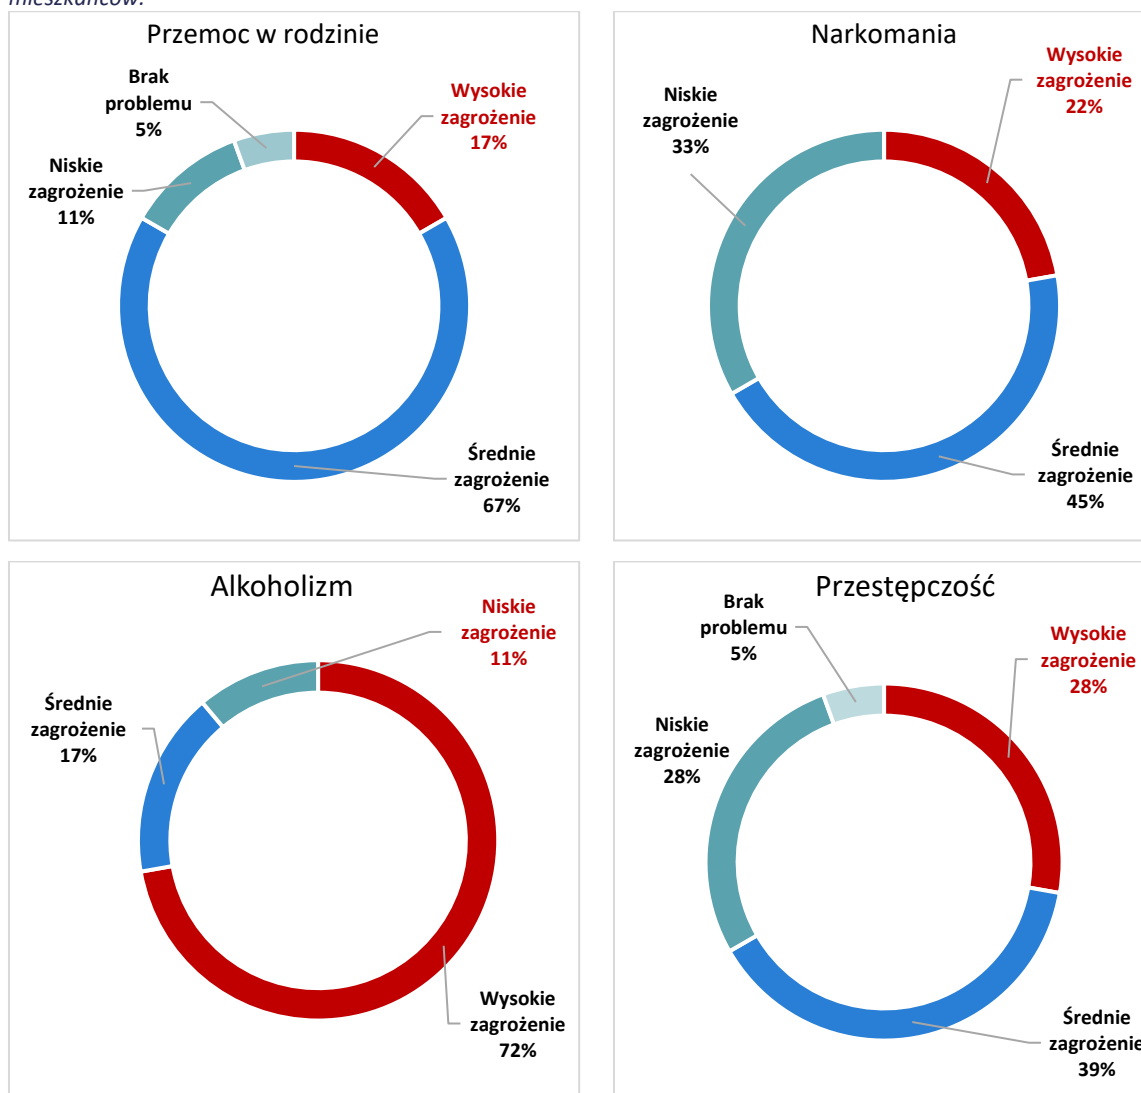 mieszkańców.
Przemoc w rodzinie
Brak
problemu
5%
Wysokie
zagrożenie
17%
Niskie
zagrożenie
11%
Średnie
zagrożenie
67%
Narkomania
Wysokie
zagrożenie
22%
Niskie
zagrożenie
33%
Średnie
zagrożenie
45%
Alkoholizm
Niskie
zagrożenie
11%
Średnie
zagrożenie
17%
Wysokie
zagrożenie
72%
Przestępczość
Brak
problemu
5%
Wysokie
zagrożenie
28%
Niskie
zagrożenie
28%
Średnie
zagrożenie
39%